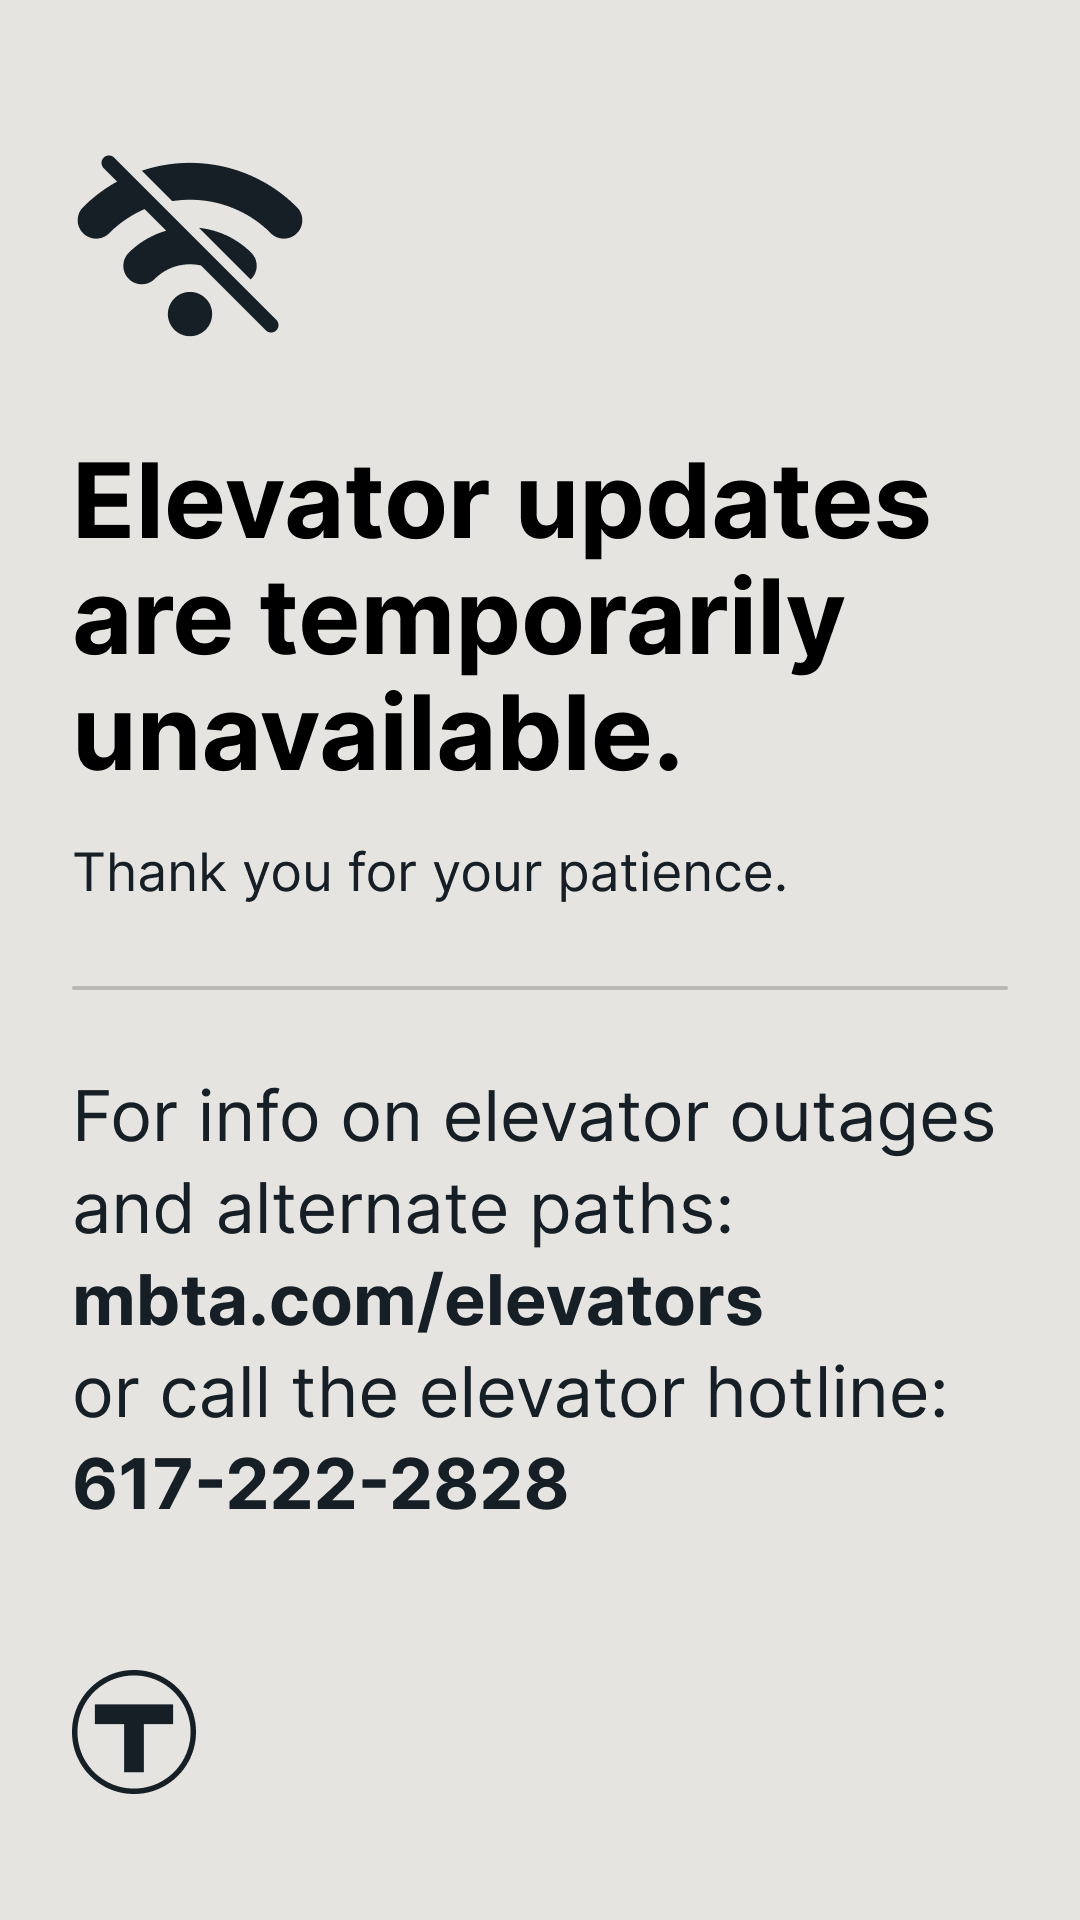 Elevator updates
are temporarily
unavailable.
Thank you for your patience.
For info on elevator outages
and alternate paths:
mbta.com/elevators
or call the elevator hotline:
617-222-2828
T